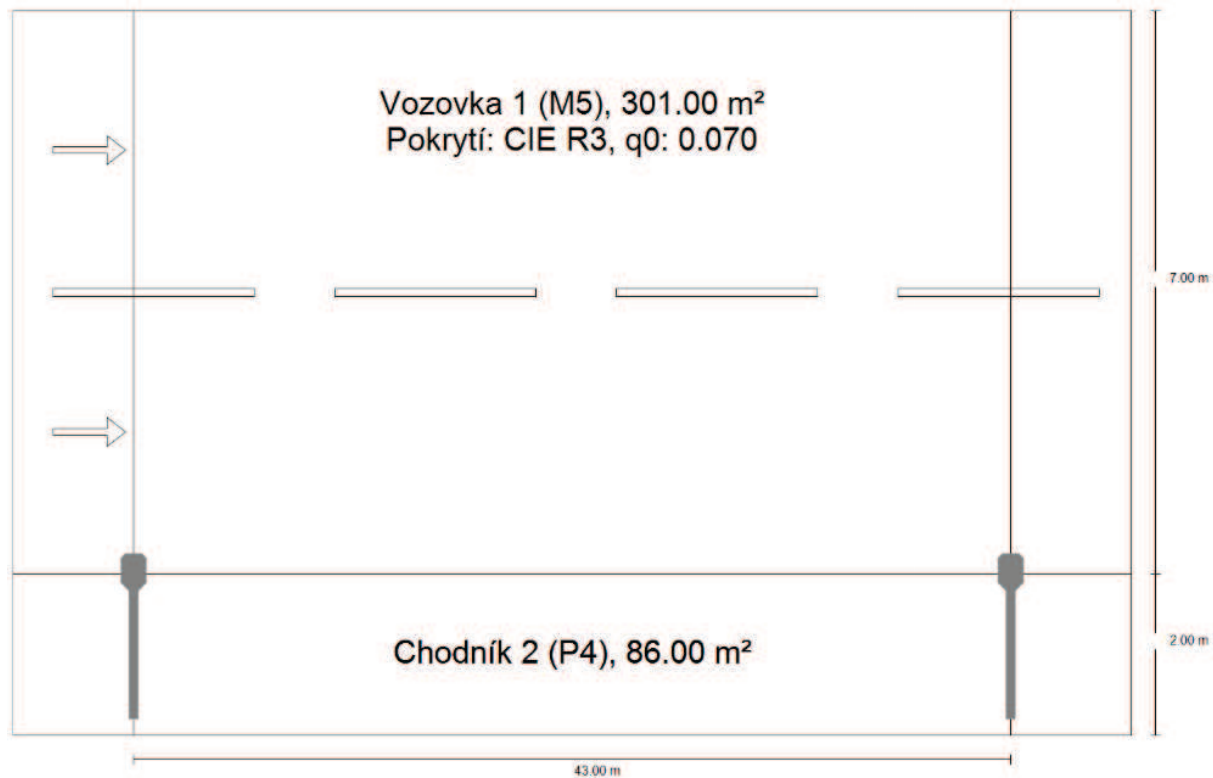 Vozovka 1 (M5), 301.00 m²
Pokrytí: CIE R3, q0: 0.070
7.00 m
Chodník 2 (P4), 86.00 m²
2.00 m
43.00 m